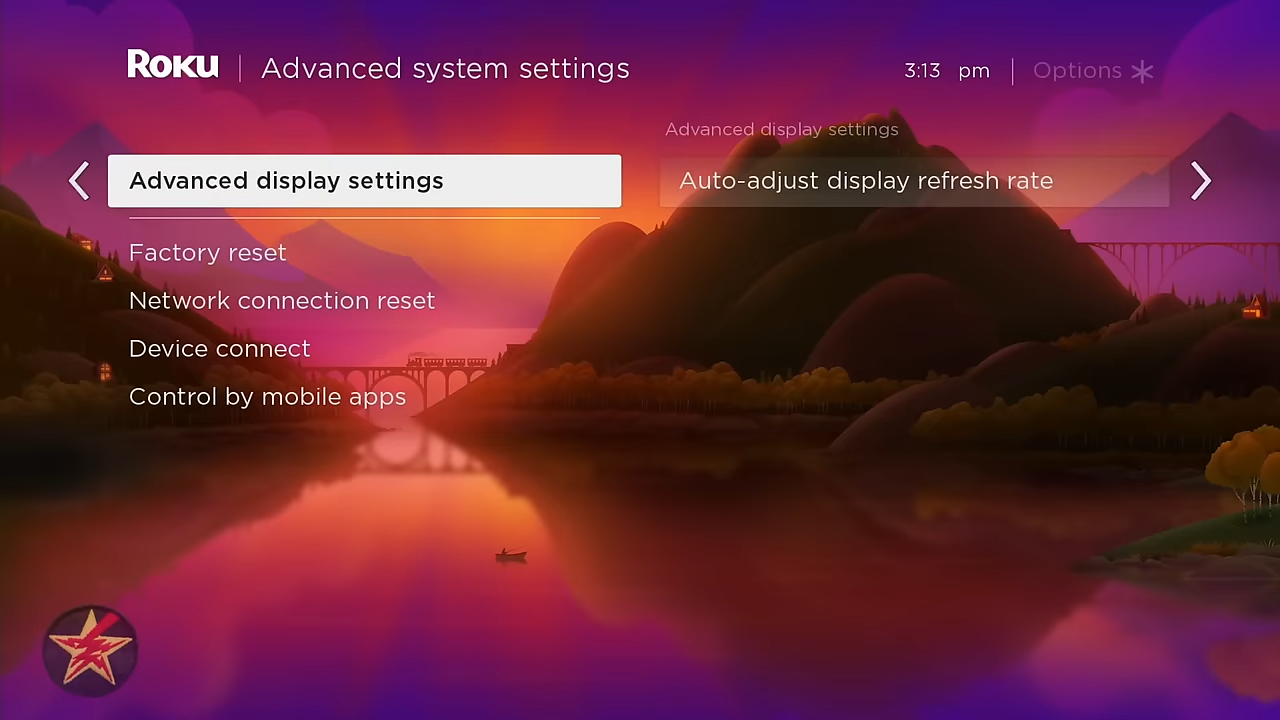 Roku | Advanced system settings
3:13 pm | Options *
Advanced display settings
Advanced display settings
Auto-adjust display refresh rate
Factory reset
Network connection reset
Device connect
Control by mobile apps